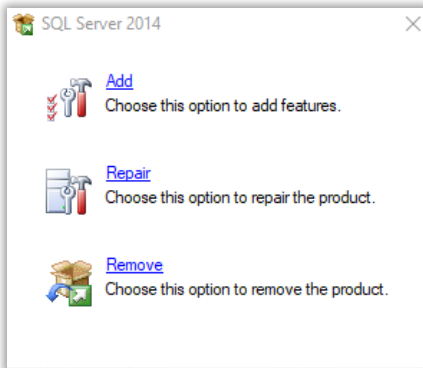 SQL Server 2014
Add
Choose this option to add features.
Repair
Choose this option to repair the product.
Remove
Choose this option to remove the product.